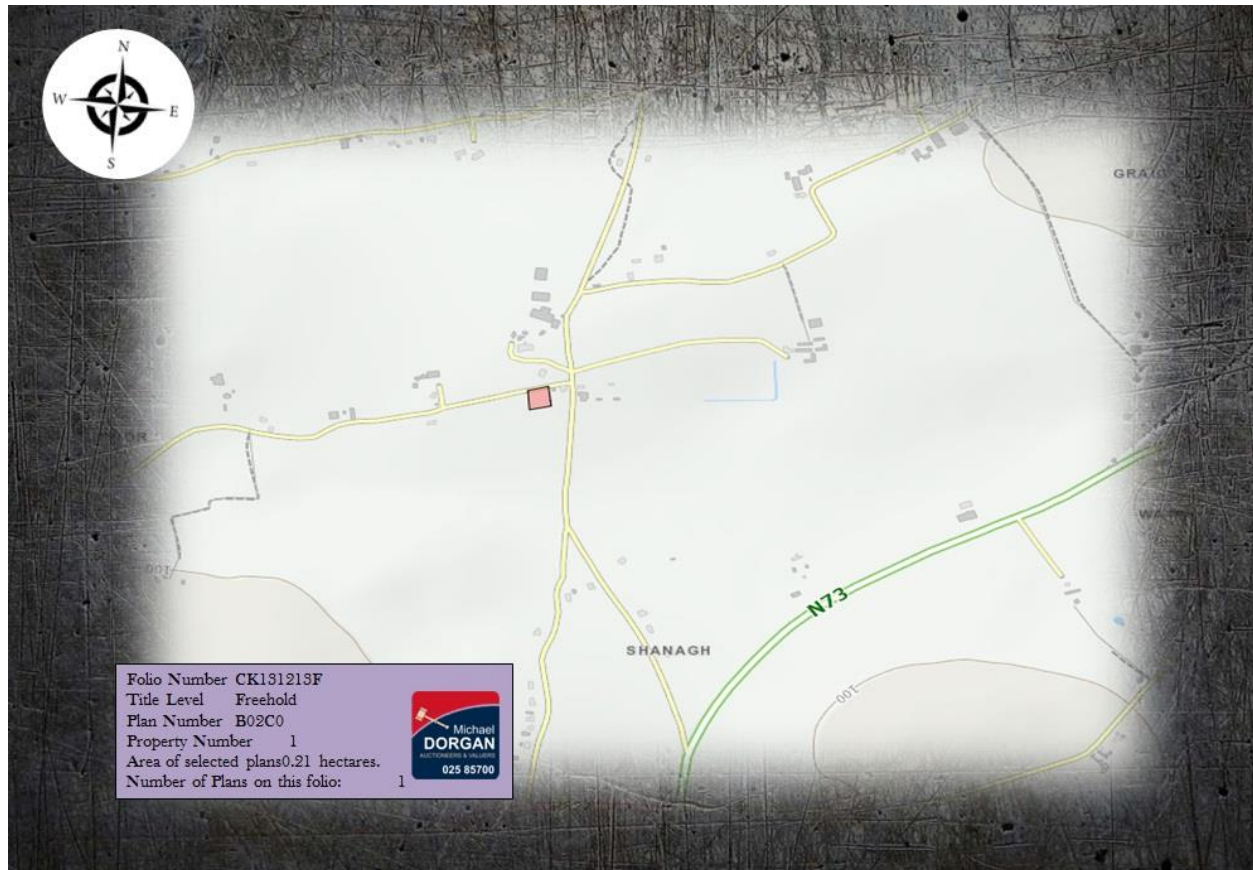 N
W
E
S
GRAIG
N73
SHANAGH
100
100
Folio Number CK131213F
Title Level Freehold
Plan Number B02C0
Property Number 1
Area of selected plans0.21 hectares.
Number of Plans on this folio: 1
Michael
DORGAN
AUCTIONEERS & VALUERS
025 85700